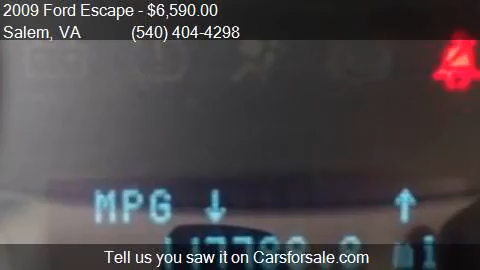 2009 Ford Escape - $6,590.00
Salem, VA (540) 404-4298
MPG ↓ ↑
mi
Tell us you saw it on Carsforsale.com